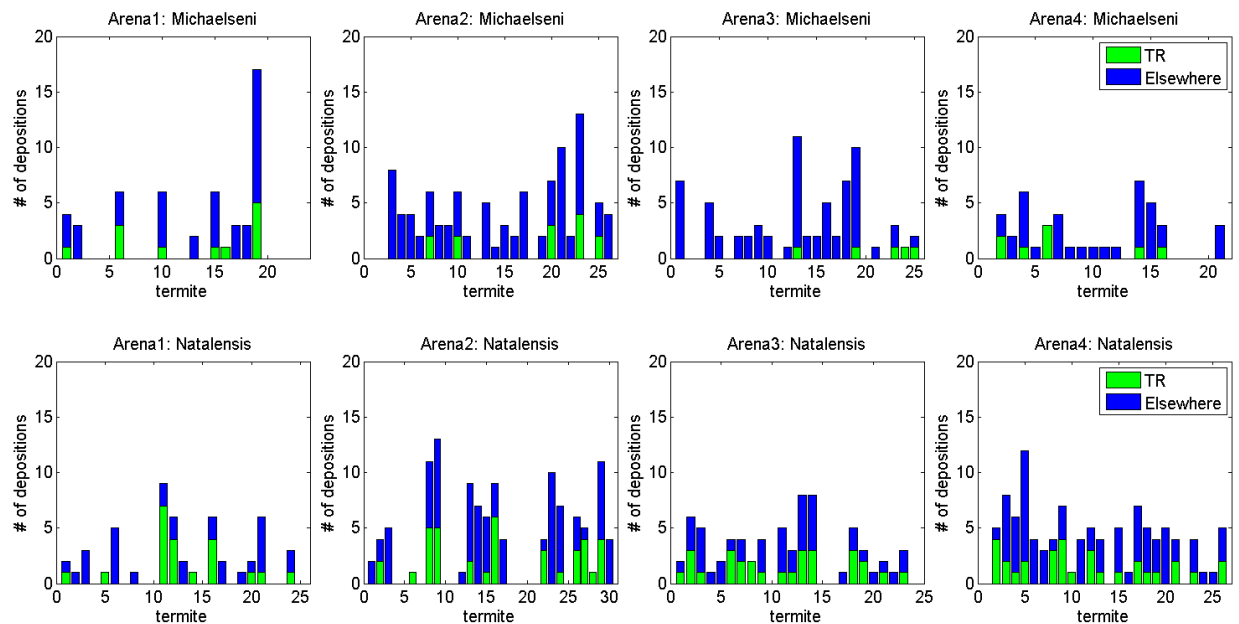 Arena1: Michaelseni
20
15
10
5
0
0 5 10 15 20
# of depositions
termite
Arena2: Michaelseni
20
15
10
5
0
0 5 10 15 20 25
# of depositions
termite
Arena3: Michaelseni
20
15
10
5
0
0 5 10 15 20 25
# of depositions
termite
Arena4: Michaelseni
TR
Elsewhere
20
15
10
5
0
0 5 10 15 20
# of depositions
termite
Arena1: Natalensis
20
15
10
5
0
0 5 10 15 20 25
# of depositions
termite
Arena2: Natalensis
20
15
10
5
0
0 5 10 15 20 25 30
# of depositions
termite
Arena3: Natalensis
20
15
10
5
0
0 5 10 15 20 25
# of depositions
termite
Arena4: Natalensis
TR
Elsewhere
20
15
10
5
0
0 5 10 15 20 25
# of depositions
termite